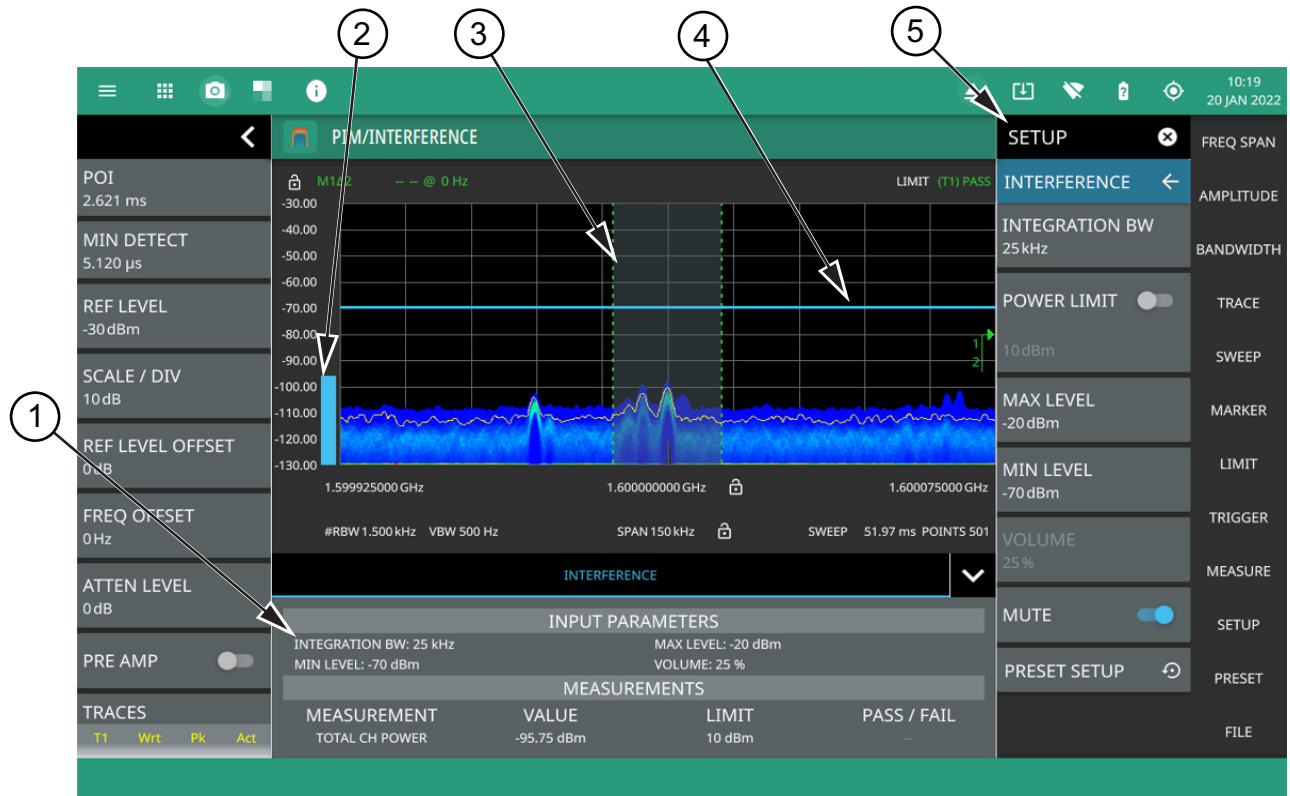 2
3
4
5
1
10:19
20 JAN 2022
POI
2.621 ms
MIN DETECT
5.120 µs
REF LEVEL
-30 dBm
SCALE / DIV
10 dB
REF LEVEL OFFSET
0 dB
FREQ OFFSET
0 Hz
ATTEN LEVEL
0 dB
PRE AMP
TRACES
T1 Wrt Pk Act
PIM/INTERFERENCE
M1Δ2 -- -- @ 0 Hz LIMIT (T1) PASS
-30.00
-40.00
-50.00
-60.00
-70.00
-80.00
-90.00
-100.00
-110.00
-120.00
-130.00
1
2
1.599925000 GHz 1.600000000 GHz 1.600075000 GHz
#RBW 1.500 kHz VBW 500 Hz SPAN 150 kHz SWEEP 51.97 ms POINTS 501
INTERFERENCE
INPUT PARAMETERS
INTEGRATION BW: 25 kHz MAX LEVEL: -20 dBm
MIN LEVEL: -70 dBm VOLUME: 25 %
MEASUREMENTS
MEASUREMENT VALUE LIMIT PASS / FAIL
TOTAL CH POWER -95.75 dBm 10 dBm --
SETUP
INTERFERENCE
INTEGRATION BW
25 kHz
POWER LIMIT
10 dBm
MAX LEVEL
-20 dBm
MIN LEVEL
-70 dBm
VOLUME
25 %
MUTE
PRESET SETUP
FREQ SPAN
AMPLITUDE
BANDWIDTH
TRACE
SWEEP
MARKER
LIMIT
TRIGGER
MEASURE
SETUP
PRESET
FILE